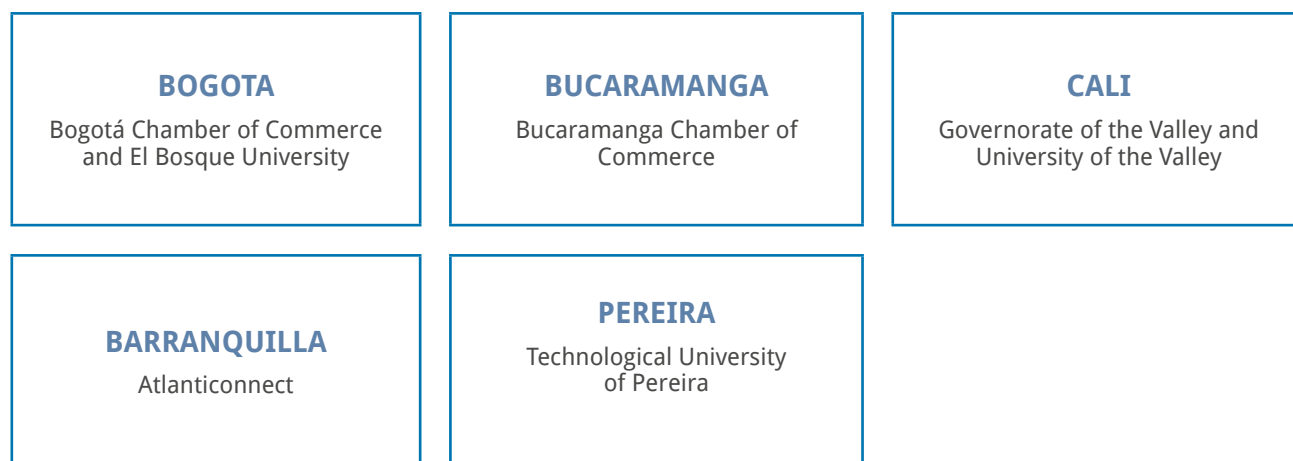 BOGOTA
Bogotá Chamber of Commerce
and El Bosque University
BUCARAMANGA
Bucaramanga Chamber of
Commerce
CALI
Governorate of the Valley and
University of the Valley
BARRANQUILLA
Atlanticonnect
PEREIRA
Technological University
of Pereira